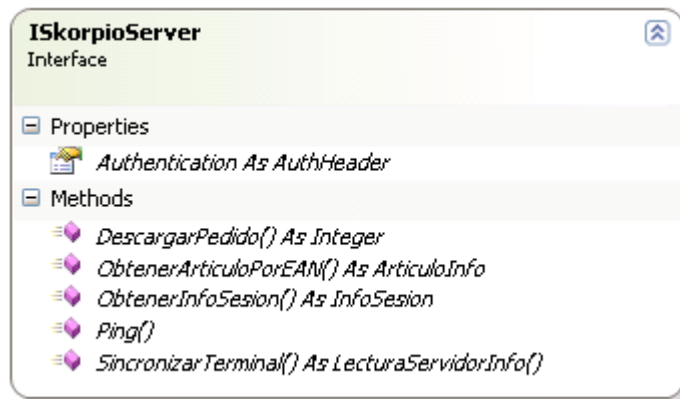 ISkorpioServer
Interface
Properties
Authentication As AuthHeader
Methods
DescargarPedido() As Integer
ObtenerArticuloPorEAN() As ArticuloInfo
ObtenerInfoSesion() As InfoSesion
Ping()
SincronizarTerminal() As LecturaServidorInfo()